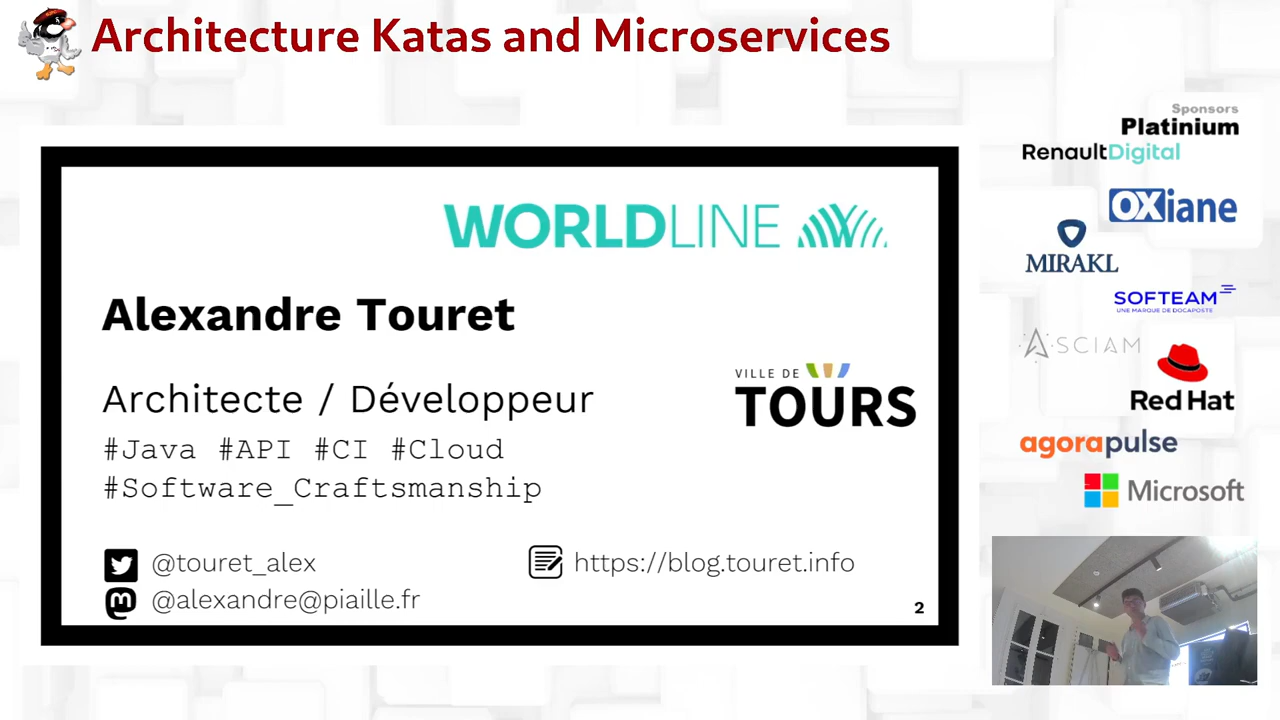 Architecture Katas and Microservices
WORLDLINE
Alexandre Touret
Architecte / Développeur
VILLE DE
TOURS
#Java #API #CI #Cloud
#Software_Craftsmanship
@touret_alex
https://blog.touret.info
@alexandre@piaille.fr
2
Sponsors
Platinium
RenaultDigital
OXiane
MIRAKL
SOFTEAM
UNE MARQUE DE DOCAPOSTE
ASCIAM
Red Hat
agorapulse
Microsoft